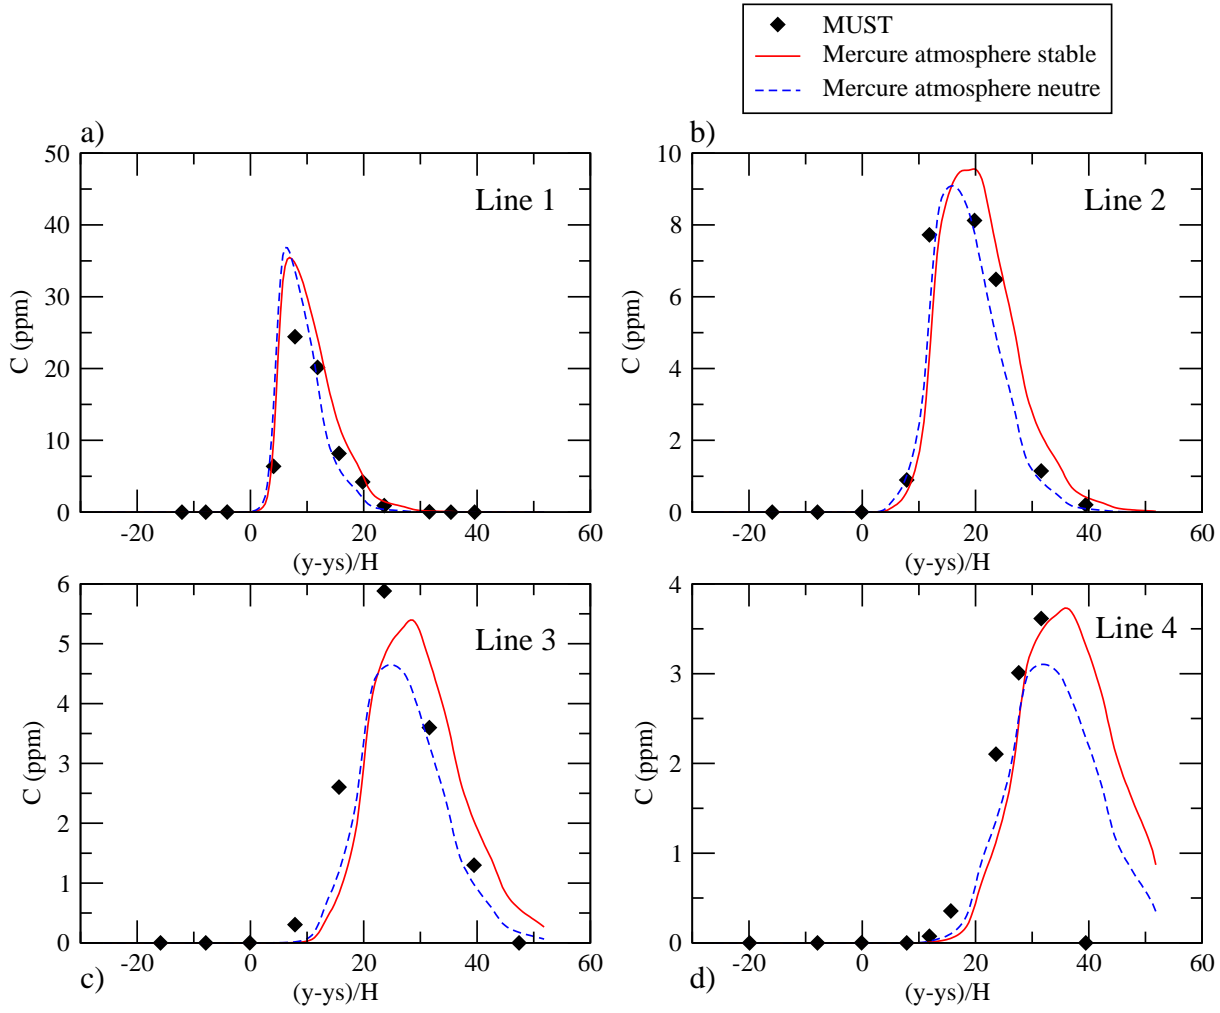 MUST
Mercure atmosphere stable
Mercure atmosphere neutre
a)
Line 1
50
40
30
20
10
0
C (ppm)
-20 0 20 40 60
(y-ys)/H
b)
Line 2
10
8
6
4
2
0
C (ppm)
-20 0 20 40 60
(y-ys)/H
Line 3
6
5
4
3
2
1
0
C (ppm)
-20 0 20 40 60
c)
(y-ys)/H
Line 4
4
3
2
1
0
C (ppm)
-20 0 20 40 60
d)
(y-ys)/H